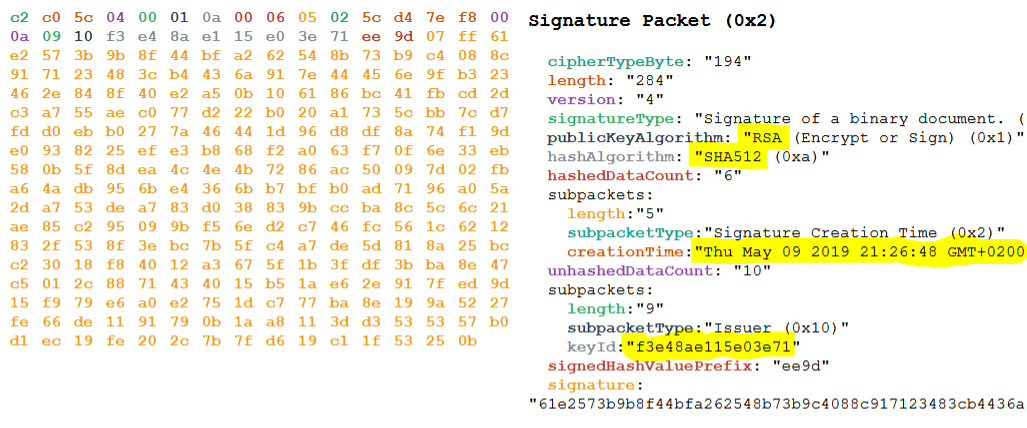 c2 c0 5c 04 00 01 0a 00 06 05 02 5c d4 7e f8 00
0a 09 10 f3 e4 8a e1 15 e0 3e 71 ee 9d 07 ff 61
e2 57 3b 9b 8f 44 bf a2 62 54 8b 73 b9 c4 08 8c
91 71 23 48 3c b4 43 6a 91 7e 44 45 6e 9f b3 23
46 2e 84 8f 40 e2 a5 0b 10 61 86 bc 41 fb cd 2d
c3 a7 55 ae c0 77 d2 22 b0 20 a1 73 5c bb 7c d7
fd d0 eb b0 27 7a 46 44 1d 96 d8 df 8a 74 f1 9d
e0 93 82 25 ef e3 b8 68 f2 a0 63 f7 0f 6e 33 eb
58 0b 5f 8d ea 4c 4e 4b 72 86 ac 50 09 7d 02 fb
a6 4a db 95 6b e4 36 6b b7 bf b0 ad 71 96 a0 5a
2d a7 53 de a7 83 d0 38 83 9b cc ba 8c 5c 6c 21
ae 85 c2 95 09 9b f5 6e d2 c7 46 fc 56 1c 62 12
83 2f 53 8f 3e bc 7b 5f c4 a7 de 5d 81 8a 25 bc
c2 30 18 f8 40 12 a3 67 5f 1b 3f df 3b ba 8e 47
c5 01 2c 88 71 43 40 15 b5 1a e6 2e 91 7f ed 9d
15 f9 79 e6 a0 e2 75 1d c7 77 ba 8e 19 9a 52 27
fe 66 de 11 91 79 0b 1a a8 11 3d d3 53 53 57 b0
d1 ec 19 fe 20 2c 7b 7f d6 19 c1 1f 53 25 0b
Signature Packet (0x2)
cipherTypeByte: "194"
length: "284"
version: "4"
signatureType: "Signature of a binary document. (
publicKeyAlgorithm: "RSA (Encrypt or Sign) (0x1)"
hashAlgorithm: "SHA512 (0xa)"
hashedDataCount: "6"
subpackets:
length:"5"
subpacketType:"Signature Creation Time (0x2)"
creationTime:"Thu May 09 2019 21:26:48 GMT+0200
unhashedDataCount: "10"
subpackets:
length:"9"
subpacketType:"Issuer (0x10)"
keyId:"f3e48ae115e03e71"
signedHashValuePrefix: "ee9d"
signature:
"61e2573b9b8f44bfa262548b73b9c4088c917123483cb4436a